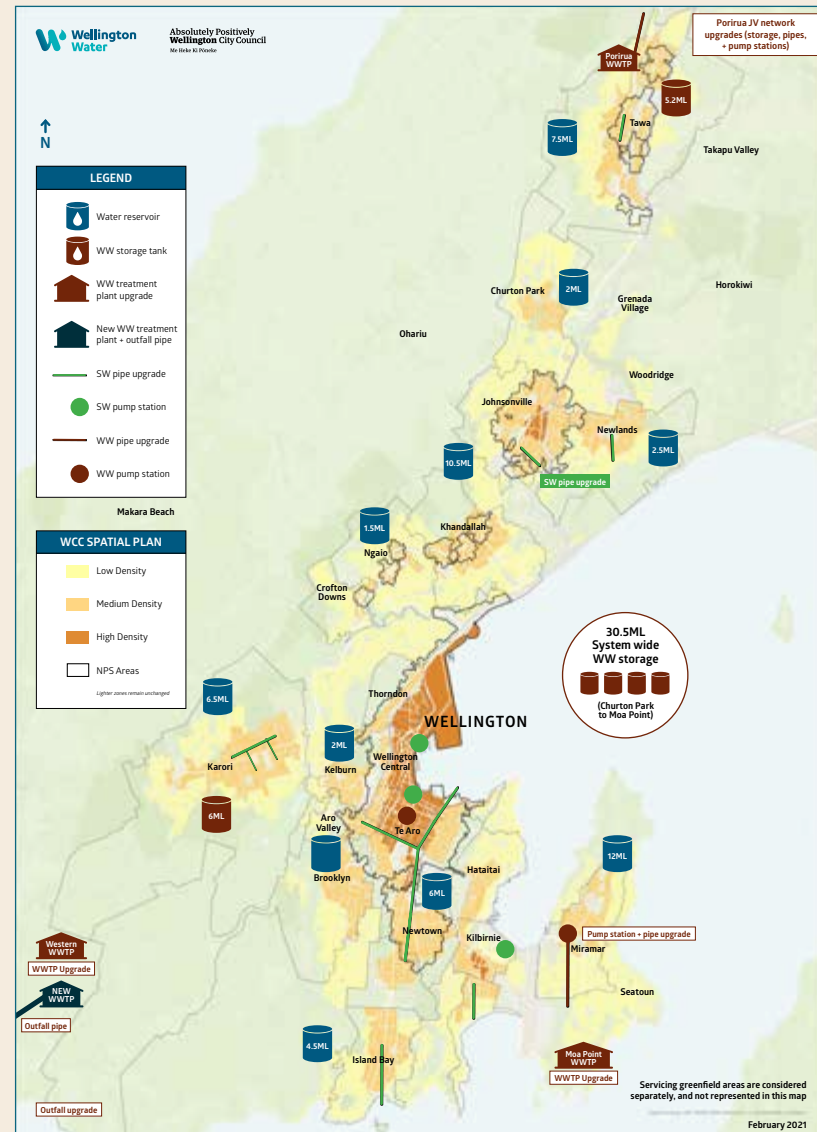 Wellington
Water
Absolutely Positively
Wellington City Council
Me Heke Ki Pōneke
Porirua JV network
upgrades (storage, pipes,
+ pump stations)
Porirua
WWTP
5.2ML
Tawa
7.5ML
Takapu Valley
N
LEGEND
Water reservoir
WW storage tank
WW treatment
plant upgrade
New WW treatment
plant + outfall pipe
SW pipe upgrade
SW pump station
WW pipe upgrade
WW pump station
Churton Park
2ML
Grenada
Village
Horokiwi
Ohariu
Woodridge
Johnsonville
Newlands
10.5ML
2.5ML
SW pipe upgrade
Makara Beach
1.5ML
Khandallah
Ngaio
Crofton
Downs
WCC SPATIAL PLAN
Low Density
Medium Density
High Density
NPS Areas
Lighter zones remain unchanged
30.5ML
System wide
WW storage
(Churton Park
to Moa Point)
6.5ML
Thorndon
WELLINGTON
2ML
Karori
Kelburn
Wellington
Central
6ML
Aro
Valley
Te Aro
12ML
Brooklyn
Hataitai
6ML
Newtown
Kilbirnie
Pump station + pipe upgrade
Miramar
Western
WWTP
WWTP Upgrade
NEW
WWTP
Outfall pipe
Seatoun
4.5ML
Island Bay
Moa Point
WWTP
WWTP Upgrade
Outfall upgrade
Servicing greenfield areas are considered
separately, and not represented in this map
February 2021